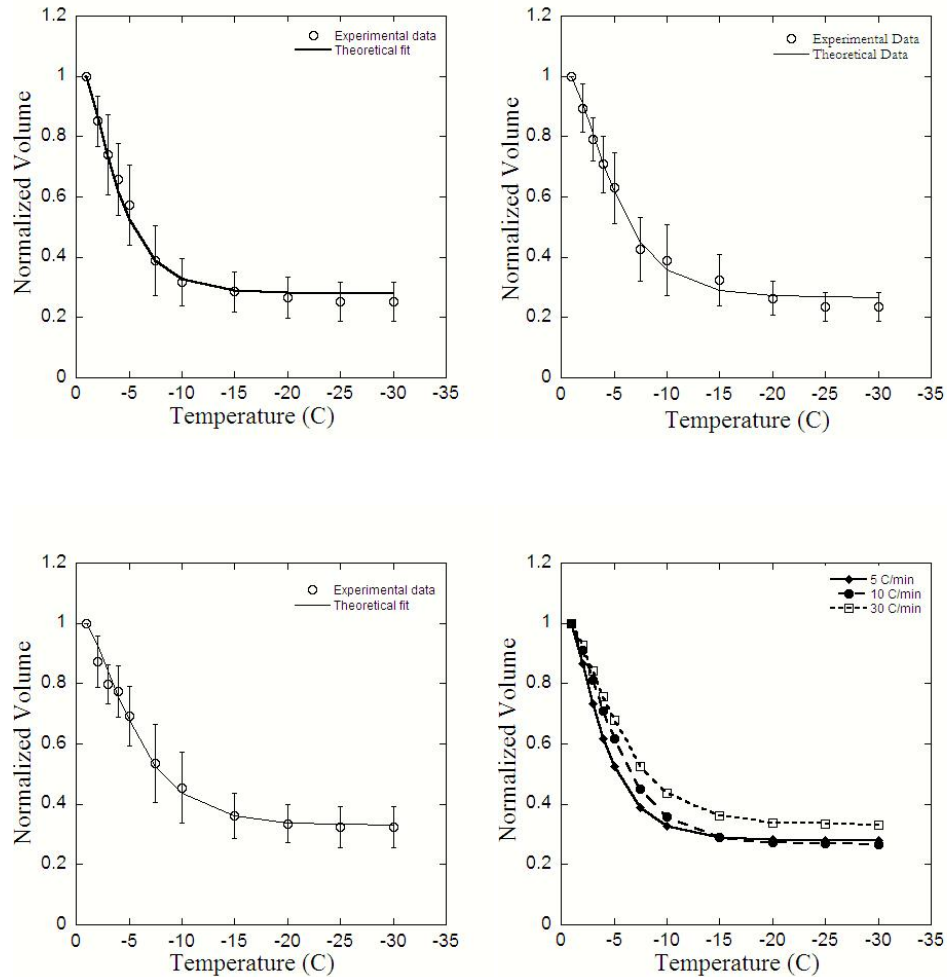 1.2
1
0.8
0.6
0.4
0.2
0
Normalized Volume
Experimental data
Theoretical fit
0 -5 -10 -15 -20 -25 -30 -35
Temperature (C)
1.2
1
0.8
0.6
0.4
0.2
0
Normalized Volume
Experimental Data
Theoretical Data
0 -5 -10 -15 -20 -25 -30 -35
Temperature (C)
1.2
1
0.8
0.6
0.4
0.2
0
Normalized Volume
Experimental data
Theoretical fit
0 -5 -10 -15 -20 -25 -30 -35
Temperature (C)
1.2
1
0.8
0.6
0.4
0.2
0
Normalized Volume
5 C/min
10 C/min
30 C/min
0 -5 -10 -15 -20 -25 -30 -35
Temperature (C)